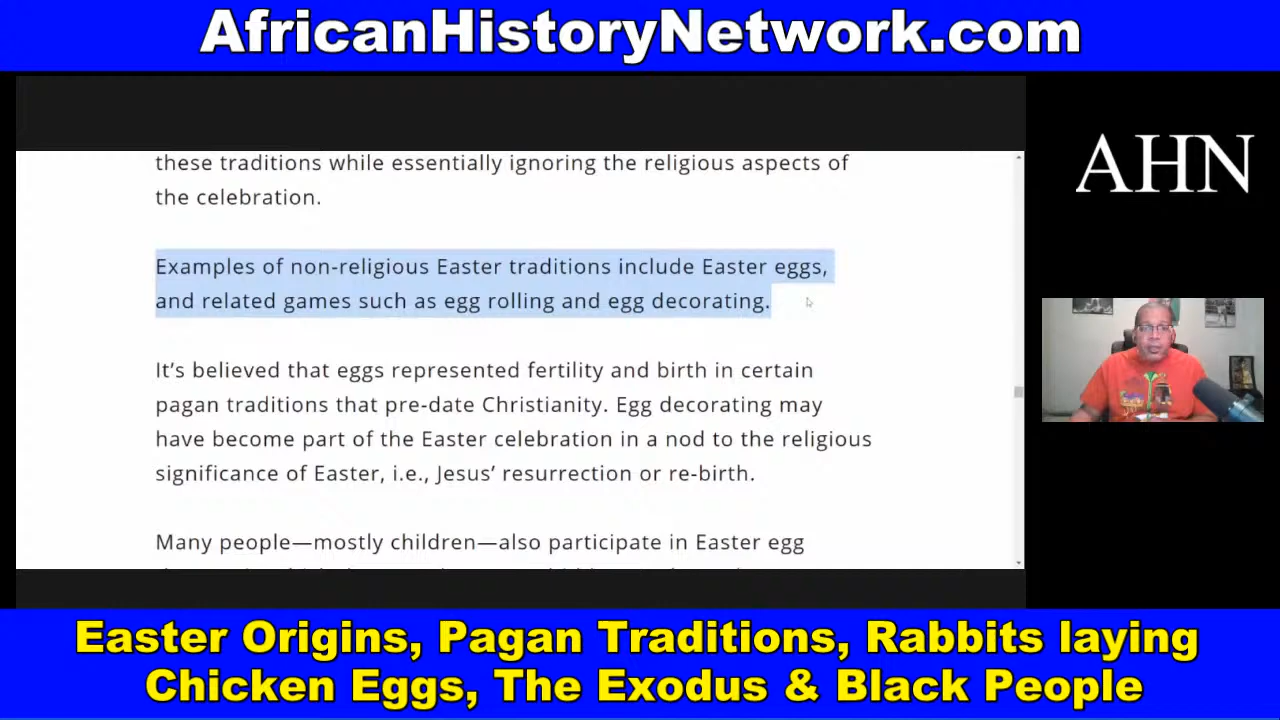 AfricanHistoryNetwork.com
these traditions while essentially ignoring the religious aspects of
the celebration.
Examples of non-religious Easter traditions include Easter eggs,
and related games such as egg rolling and egg decorating.
It’s believed that eggs represented fertility and birth in certain
pagan traditions that pre-date Christianity. Egg decorating may
have become part of the Easter celebration in a nod to the religious
significance of Easter, i.e., Jesus’ resurrection or re-birth.
Many people—mostly children—also participate in Easter egg
AHN
Easter Origins, Pagan Traditions, Rabbits laying
Chicken Eggs, The Exodus & Black People